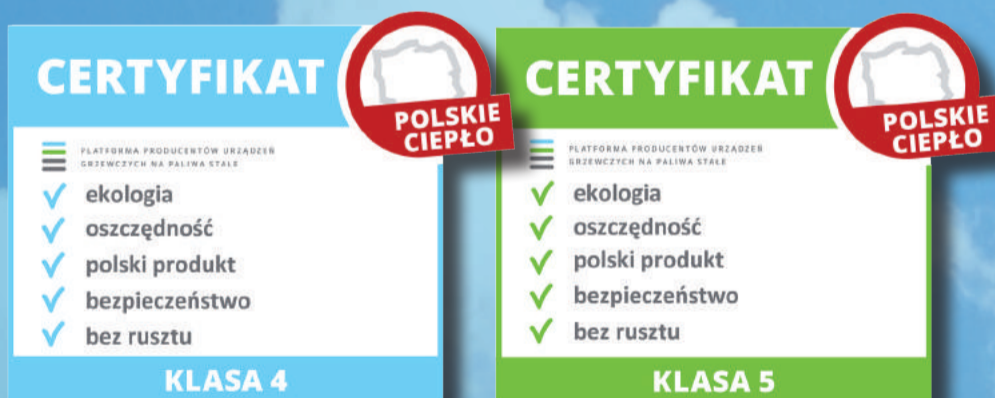 CERTYFIKAT
POLSKIE
CIEPŁO
PLATFORMA PRODUCENTÓW URZĄDZEŃ
GRZEWCZYCH NA PALIWA STAŁE
ekologia
oszczędność
polski produkt
bezpieczeństwo
bez rusztu
KLASA 4
CERTYFIKAT
POLSKIE
CIEPŁO
PLATFORMA PRODUCENTÓW URZĄDZEŃ
GRZEWCZYCH NA PALIWA STAŁE
ekologia
oszczędność
polski produkt
bezpieczeństwo
bez rusztu
KLASA 5